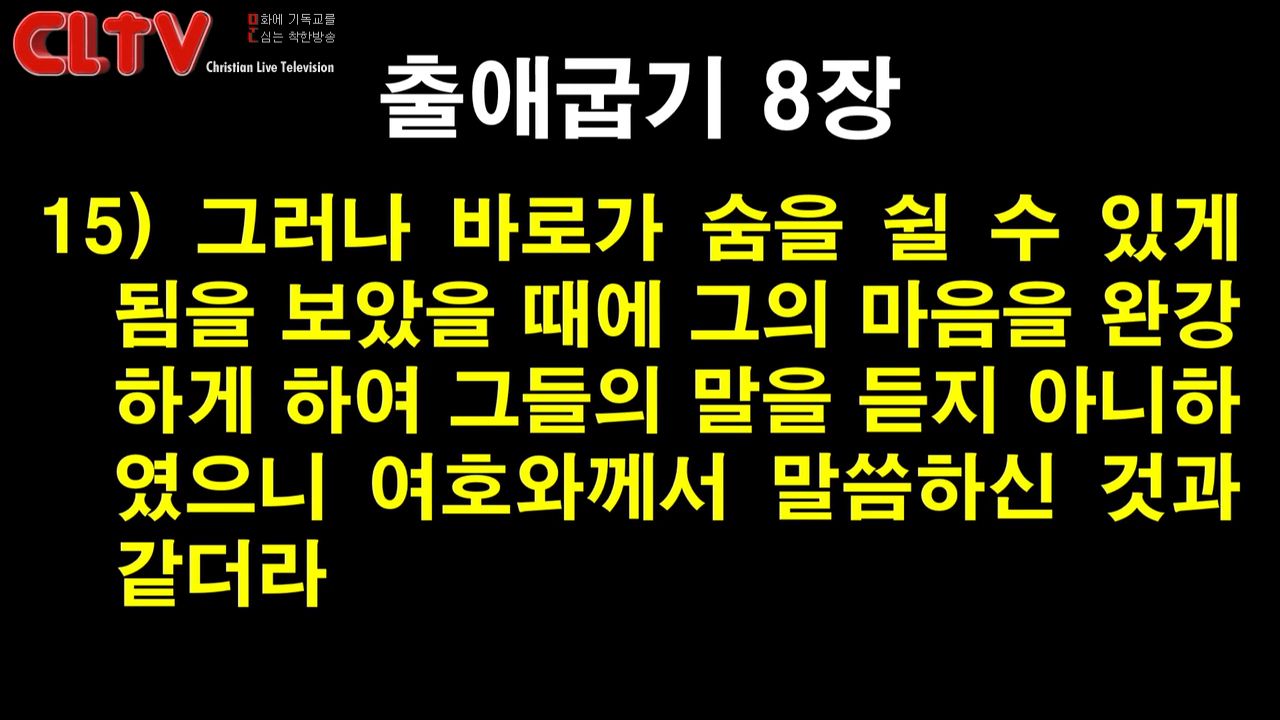 CLTV
문화에 기독교를
심는 착한방송
Christian Live Television
출애굽기 8장
15) 그러나 바로가 숨을 쉴 수 있게
됨을 보았을 때에 그의 마음을 완강
하게 하여 그들의 말을 듣지 아니하
였으니 여호와께서 말씀하신 것과
같더라